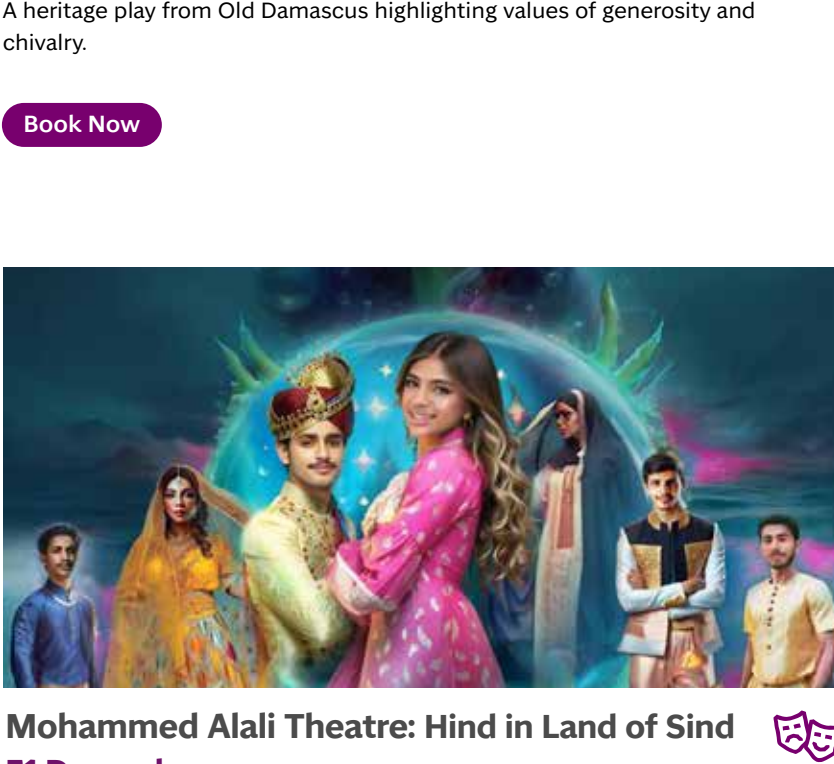 A heritage play from Old Damascus highlighting values of generosity and
chivalry.
Book Now
Mohammed Alali Theatre: Hind in Land of Sind